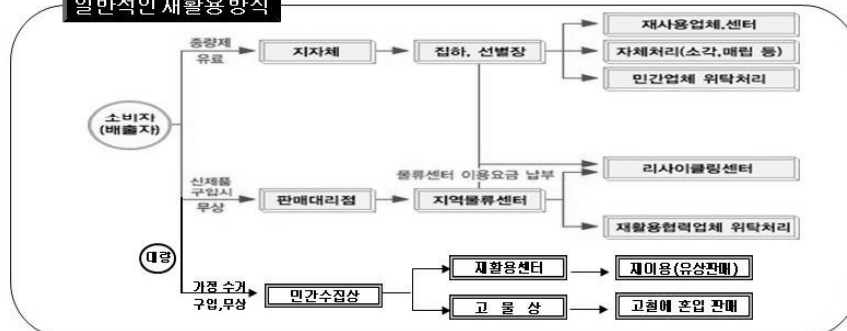 일반적인 재활용 방식
재사용업체,센터
종량제
유료
지자체
집하, 선별장
자체처리(소각,매립 등)
민간업체 위탁처리
소비자
(배출자)
신제품
구입시
무상
판매대리점
물류센터 이용요금 납부
지역물류센터
리사이클링센터
재활용협력업체 위탁처리
대량
가정 수거
구입,무상
민간수집상
재활용센터
재이용(유상판매)
고 물 상
고철에 혼입 판매